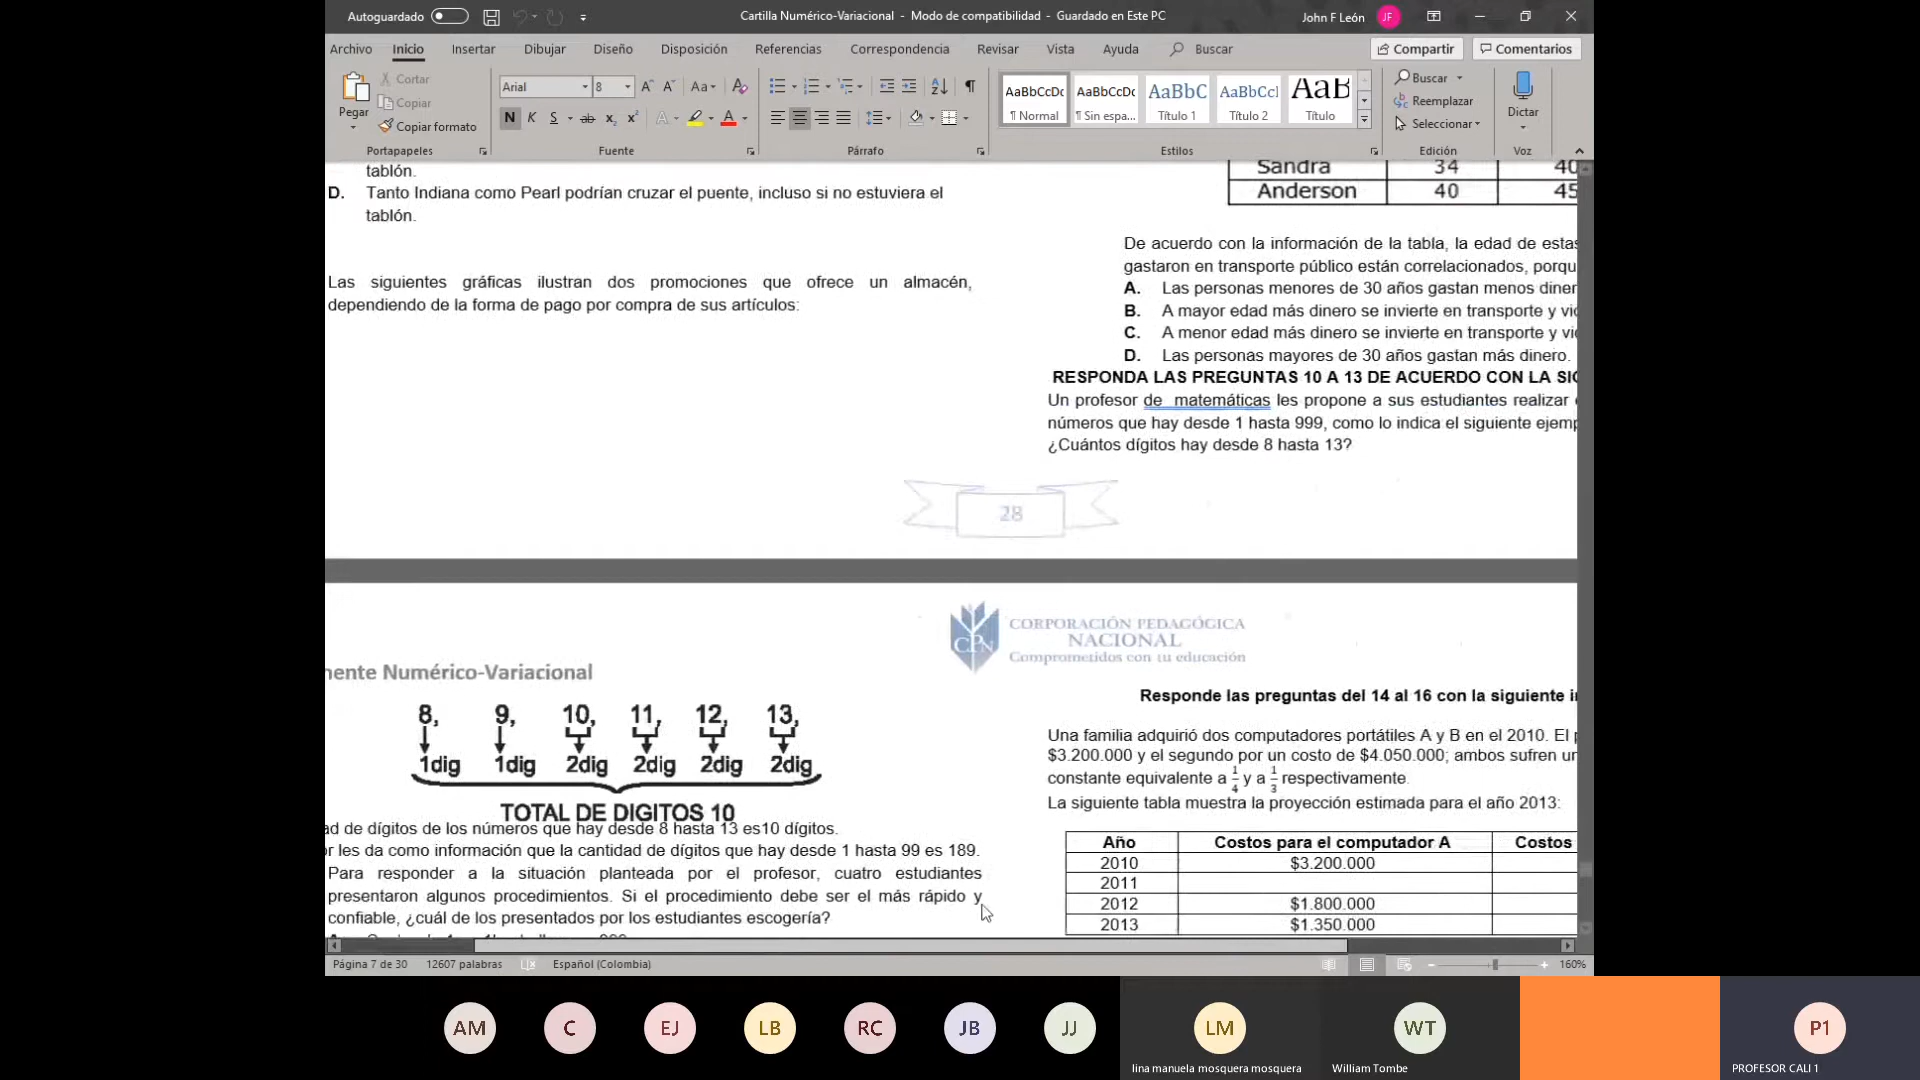 Autoguardado
Cartilla Numérico-Variacional - Modo de compatibilidad - Guardado en Este PC
John F León JF
Archivo Inicio Insertar Dibujar Diseño Disposición Referencias Correspondencia Revisar Vista Ayuda Buscar
Compartir Comentarios
Pegar
Cortar
Copiar
Copiar formato
Portapapeles
Arial 8
N K S ab x₂ x²
Fuente
Párrafo
AaBbCcDc
¶ Normal
AaBbCcDc
¶ Sin espa...
AaBbC
Título 1
AaBbCcI
Título 2
AaB
Título
Estilos
Buscar
Reemplazar
Seleccionar
Edición
Dictar
Voz
tablón.
D. Tanto Indiana como Pearl podrían cruzar el puente, incluso si no estuviera el
tablón.
Las siguientes gráficas ilustran dos promociones que ofrece un almacén,
dependiendo de la forma de pago por compra de sus artículos:
Sandra 34 40
Anderson 40 45
De acuerdo con la información de la tabla, la edad de estas
gastaron en transporte público están correlacionados, porqu
A. Las personas menores de 30 años gastan menos diner
B. A mayor edad más dinero se invierte en transporte y vic
C. A menor edad más dinero se invierte en transporte y vic
D. Las personas mayores de 30 años gastan más dinero.
RESPONDA LAS PREGUNTAS 10 A 13 DE ACUERDO CON LA SIG
Un profesor de matemáticas les propone a sus estudiantes realizar
números que hay desde 1 hasta 999, como lo indica el siguiente ejemp
¿Cuántos dígitos hay desde 8 hasta 13?
28
CPN
CORPORACIÓN PEDAGÓGICA
NACIONAL
Comprometidos con tu educación
nente Numérico-Variacional
8, 9, 10, 11, 12, 13,
1dig 1dig 2dig 2dig 2dig 2dig
TOTAL DE DIGITOS 10
ad de dígitos de los números que hay desde 8 hasta 13 es10 dígitos.
or les da como información que la cantidad de dígitos que hay desde 1 hasta 99 es 189.
Para responder a la situación planteada por el profesor, cuatro estudiantes
presentaron algunos procedimientos. Si el procedimiento debe ser el más rápido y
confiable, ¿cuál de los presentados por los estudiantes escogería?
Responde las preguntas del 14 al 16 con la siguiente i
Una familia adquirió dos computadores portátiles A y B en el 2010. El p
$3.200.000 y el segundo por un costo de $4.050.000; ambos sufren un
constante equivalente a 1/4 y a 1/3 respectivamente.
La siguiente tabla muestra la proyección estimada para el año 2013:
Año Costos para el computador A Costos
2010 $3.200.000
2011
2012 $1.800.000
2013 $1.350.000
Página 7 de 30 12607 palabras Español (Colombia) 160%
AM C EJ LB RC JB JJ LM WT P1
lina manuela mosquera mosquera William Tombe PROFESOR CALI 1